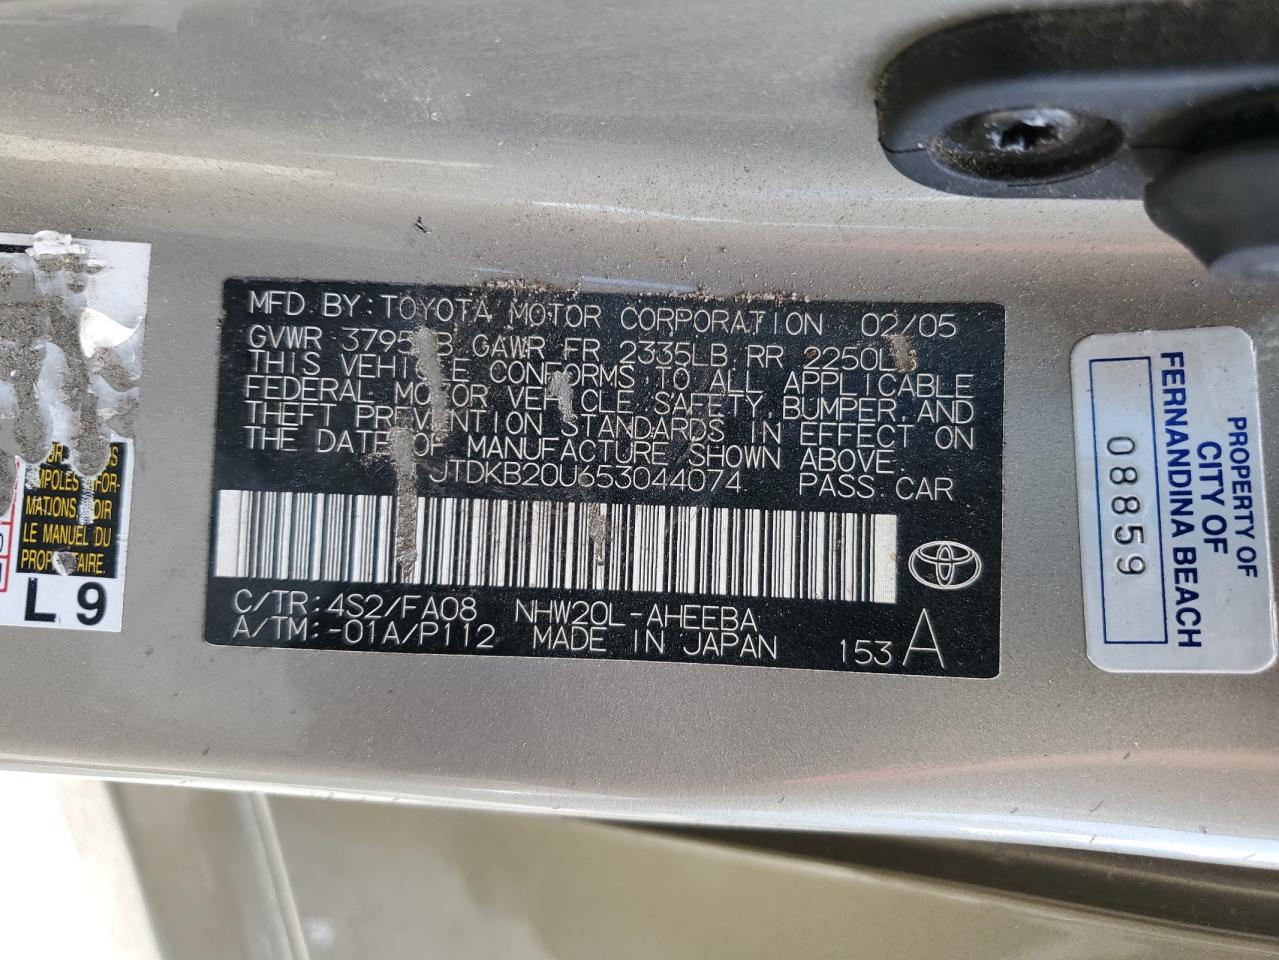 MFD BY: TOYOTA MOTOR CORPORATION 02/05
GVWR GAWR FR 2335LB RR
THIS VEHICLE CONFORMS TO ALL APPLICABLE
FEDERAL MOTOR VEHICLE SAFETY, BUMPER, AND
THEFT PREVENTION STANDARDS IN EFFECT ON
THE DATE OF MANUFACTURE SHOWN ABOVE.
JTDKB20U653044074 PASS.CAR
C/TR: 4S2/FA08 NHW20L-AHEEBA
A/TM: -01A/P112 MADE IN JAPAN 153 A
MATIONS, VOIR
LE MANUEL DU
L 9
PROPERTY OF
CITY OF
FERNANDINA BEACH
08859